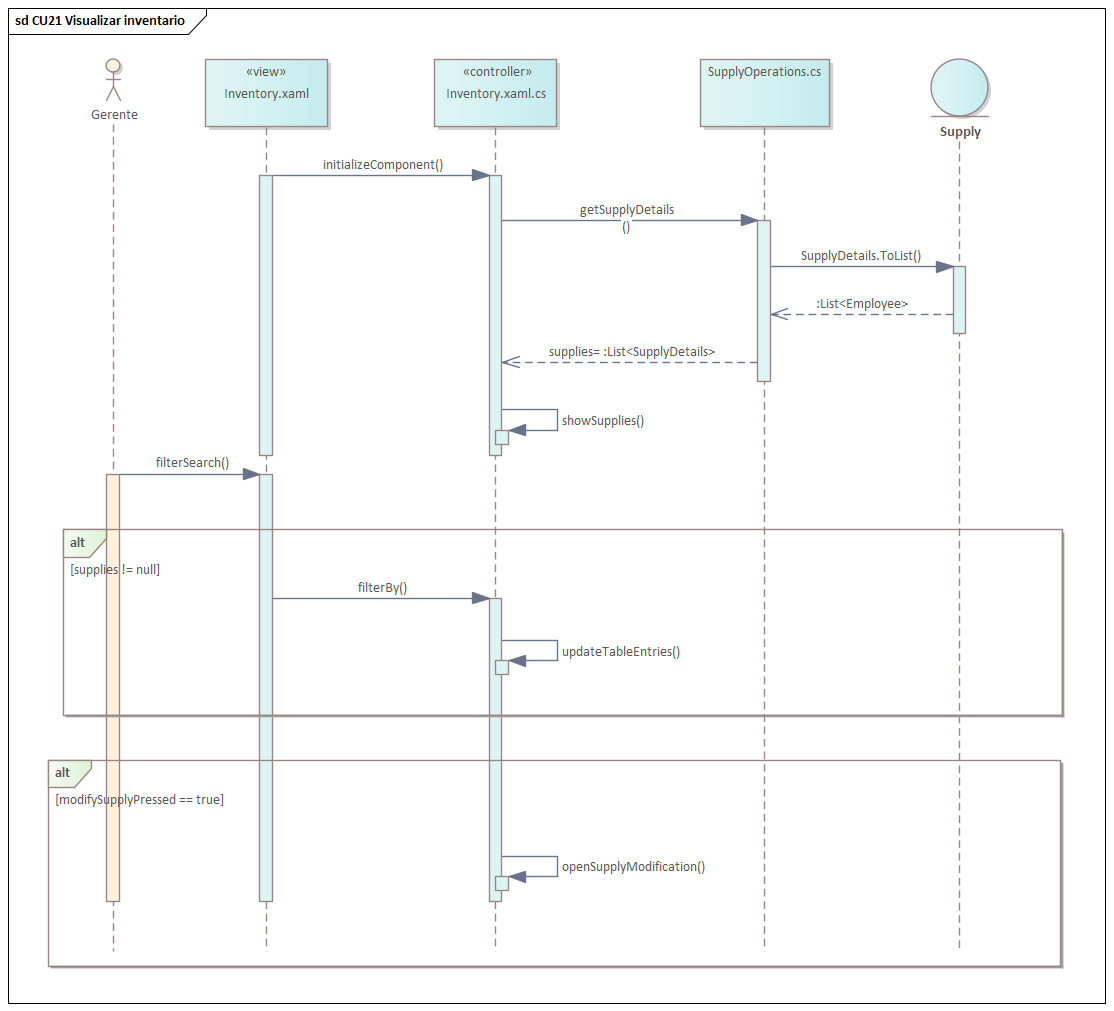 sd CU21 Visualizar inventario
Gerente
«view»
Inventory.xaml
«controller»
Inventory.xaml.cs
SupplyOperations.cs
Supply
initializeComponent()
getSupplyDetails
()
SupplyDetails.ToList()
:List<Employee>
supplies= :List<SupplyDetails>
showSupplies()
filterSearch()
alt
[supplies != null]
filterBy()
updateTableEntries()
alt
[modifySupplyPressed == true]
openSupplyModification()